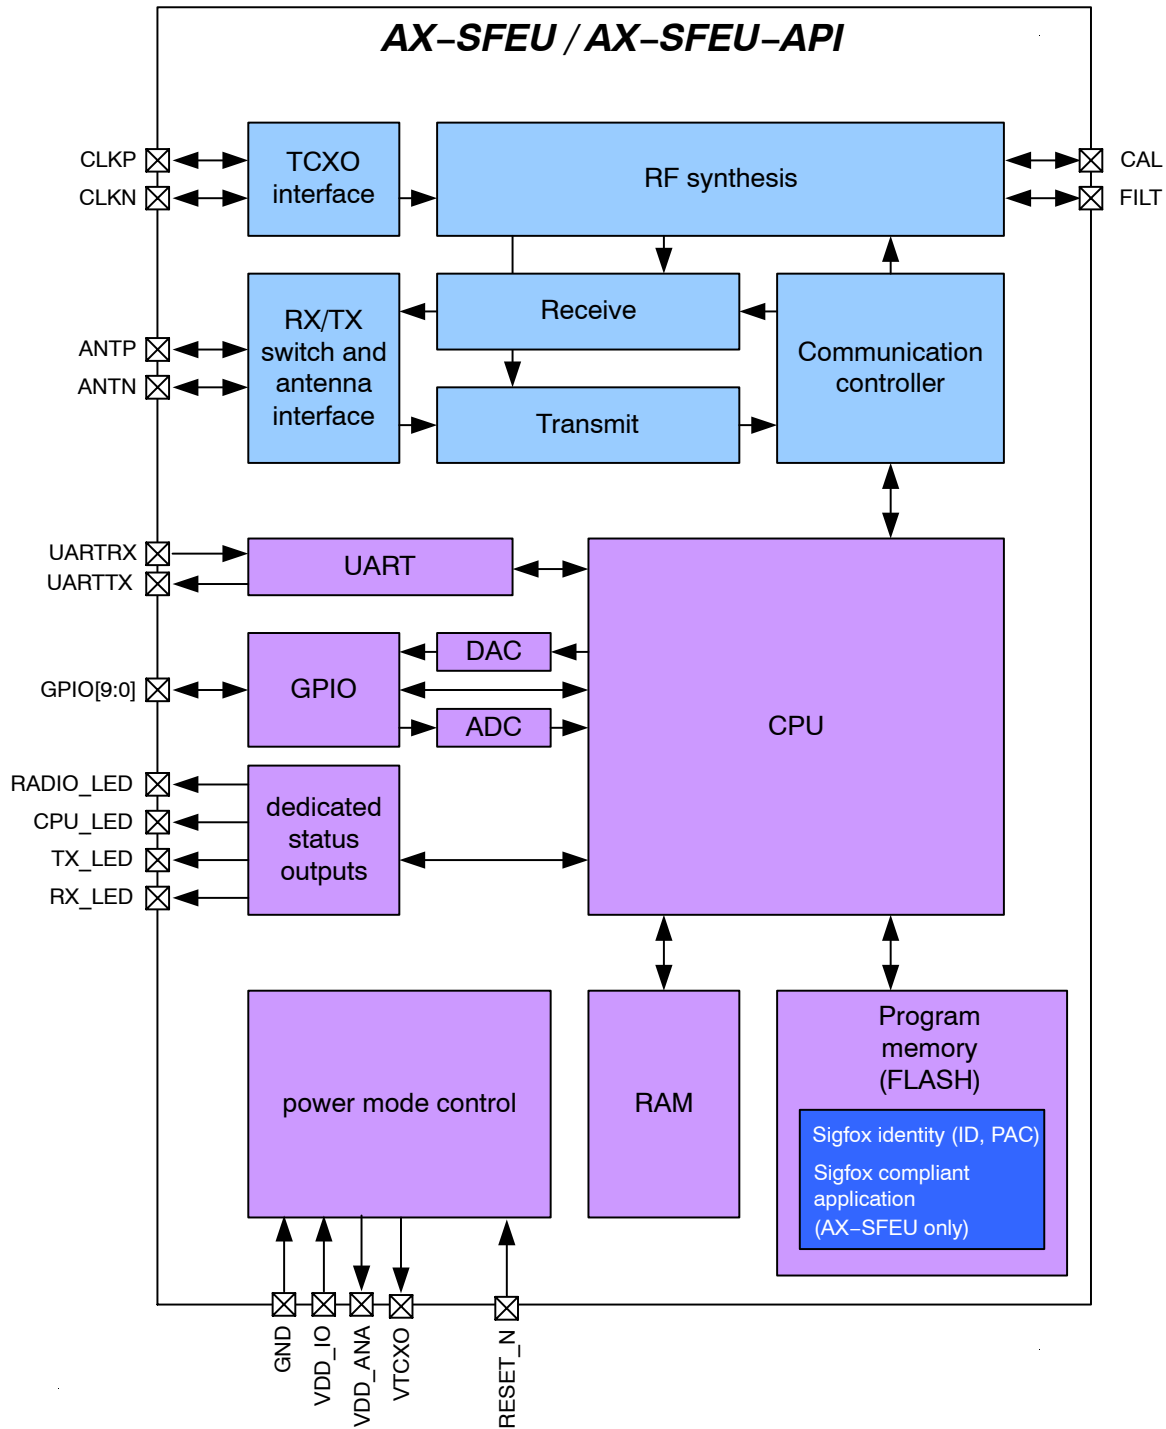 AX–SFEU / AX–SFEU–API
CLKP
CLKN
TCXO
interface
RF synthesis
CAL
FILT
ANTP
ANTN
RX/TX
switch and
antenna
interface
Receive
Transmit
Communication
controller
UARTRX
UARTTX
UART
GPIO[9:0]
GPIO
DAC
ADC
CPU
RADIO_LED
CPU_LED
TX_LED
RX_LED
dedicated
status
outputs
power mode control
RAM
Program
memory
(FLASH)
Sigfox identity (ID, PAC)
Sigfox compliant
application
(AX–SFEU only)
GND
VDD_IO
VDD_ANA
VTCXO
RESET_N